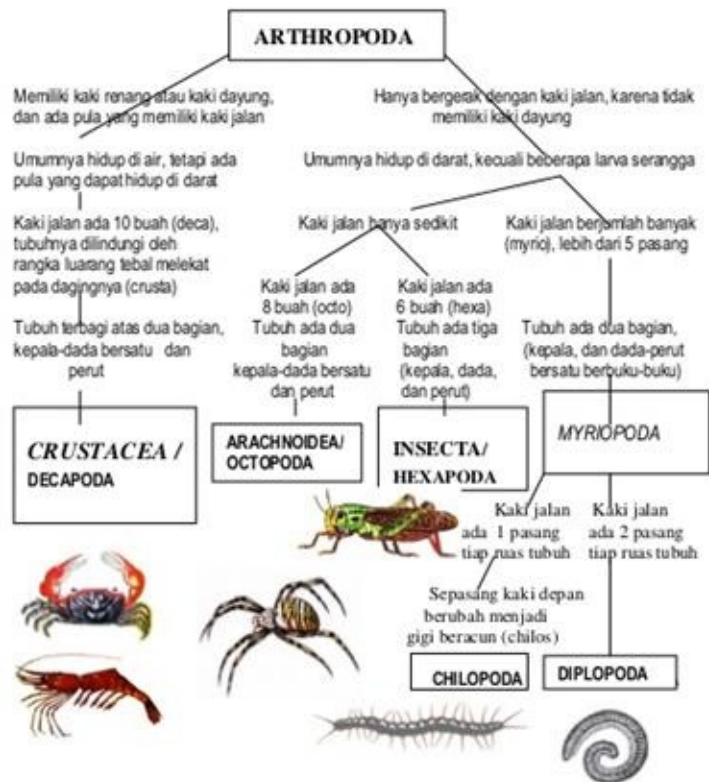 ARTHROPODA
Memiliki kaki renang atau kaki dayung,
dan ada pula yang memiliki kaki jalan
Hanya bergerak dengan kaki jalan, karena tidak
memiliki kaki dayung
Umumnya hidup di air, tetapi ada
pula yang dapat hidup di darat
Umumnya hidup di darat, kecuali beberapa larva serangga
Kaki jalan ada 10 buah (deca),
tubuhnya dilindungi deh
rangka luarang tebal melekat
pada dagingnya (crusta)
Kaki jalan banya sedikit
Kaki jalan berjumlah banyak
(myrio), lebih dari 5 pasang
Kaki jalan ada
8 buah (octo)
Tubuh ada dua
bagian
kepala-dada bersatu
dan perut
Kaki jalan ada
6 buah (hexa)
Tubuh ada tiga
bagian
(kepala, dada,
dan perut)
Tubuh terbagi atas dua bagian,
kepala-dada bersatu dan
perut
Tubuh ada dua bagian,
(kepala, dan dada-perut
bersatu berbuku-buku)
CRUSTACEA /
DECAPODA
ARACHNOIDEA/
OCTOPODA
INSECTA/
HEXAPODA
MYRIOPODA
Kaki jalan
ada 1 pasang
tiap ruas tubuh
Kaki jalan
ada 2 pasang
tiap ruas tubuh
Sepasang kaki depan
berubah menjadi
gigi beracun (chilos)
CHILOPODA
DIPLOPODA